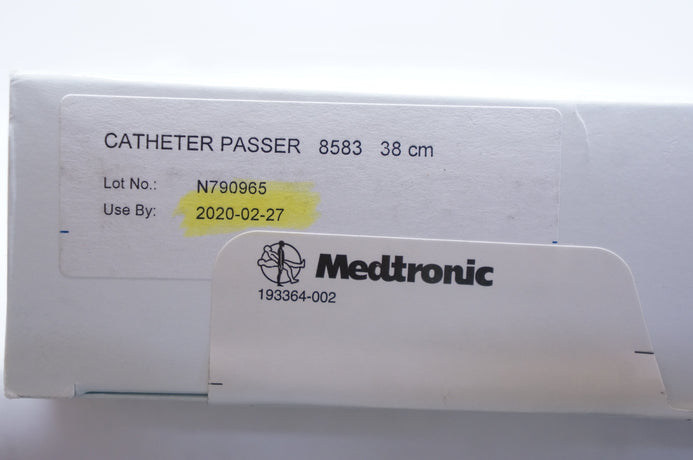 CATHETER PASSER 8583 38 cm
Lot No.: N790965
Use By: 2020-02-27
Medtronic
193364-002